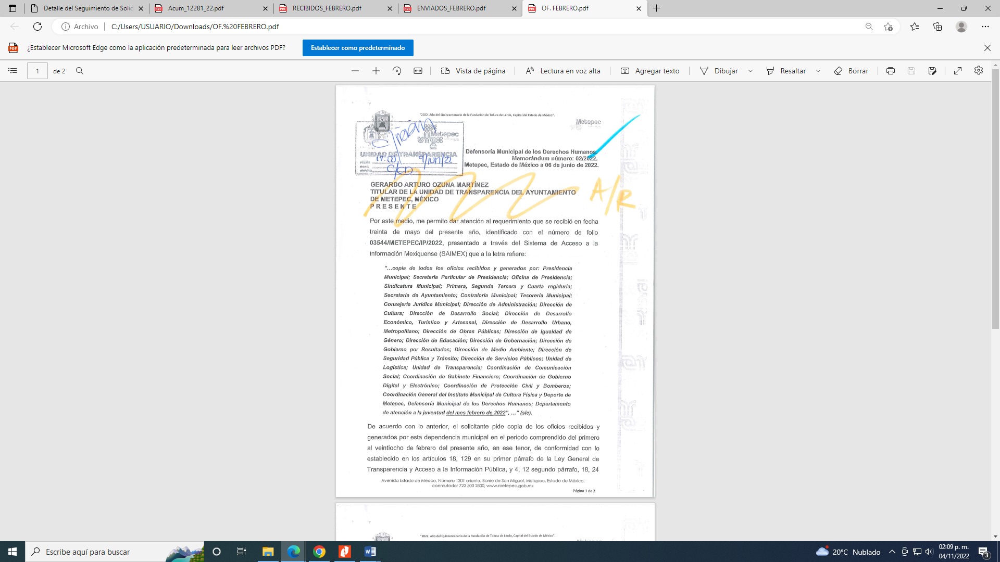 Detalle del Seguimiento de Solic
Acum_12281_22.pdf
RECIBIDOS_FEBRERO.pdf
ENVIADOS_FEBRERO.pdf
OF. FEBRERO.pdf
Archivo
C:/Users/USUARIO/Downloads/OF.%20FEBRERO.pdf
¿Establecer Microsoft Edge como la aplicación predeterminada para leer archivos PDF?
Establecer como predeterminado
1 de 2
Vista de página
Lectura en voz alta
Agregar texto
Dibujar
Resaltar
Borrar
"2022. Año del Quincentenario de la Fundación de Toluca de Lerdo, Capital del Estado de México".
Metepec
Metepec
UNIDAD DE TRANSPARENCIA
17:00 9/Jun/22
C/CD
Defensoría Municipal de los Derechos Humanos.
Memorándum número: 02/2022.
Metepec, Estado de México a 06 de junio de 2022.
GERARDO ARTURO OZUNA MARTÍNEZ
TITULAR DE LA UNIDAD DE TRANSPARENCIA DEL AYUNTAMIENTO
DE METEPEC, MÉXICO
P R E S E N T E
A/R
Por este medio, me permito dar atención al requerimiento que se recibió en fecha
treinta de mayo del presente año, identificado con el número de folio
03544/METEPEC/IP/2022, presentado a través del Sistema de Acceso a la
Información Mexiquense (SAIMEX) que a la letra refiere:
"...copia de todos los oficios recibidos y generados por: Presidencia
Municipal; Secretaria Particular de Presidencia; Oficina de Presidencia;
Sindicatura Municipal; Primera, Segunda Tercera y Cuarta regiduría;
Secretaria de Ayuntamiento; Contraloría Municipal; Tesorería Municipal;
Consejería Jurídica Municipal; Dirección de Administración; Dirección de
Cultura; Dirección de Desarrollo Social; Dirección de Desarrollo
Económico, Turístico y Artesanal, Dirección de Desarrollo Urbano,
Metropolitano; Dirección de Obras Públicas; Dirección de Igualdad de
Género; Dirección de Educación; Dirección de Gobernación; Dirección de
Gobierno por Resultados; Dirección de Medio Ambiente; Dirección de
Seguridad Pública y Tránsito; Dirección de Servicios Públicos; Unidad de
Logística; Unidad de Transparencia; Coordinación de Comunicación
Social; Coordinación de Gabinete Financiero; Coordinación de Gobierno
Digital y Electrónico; Coordinación de Protección Civil y Bomberos;
Coordinación General del Instituto Municipal de Cultura Física y Deporte de
Metepec, Defensoría Municipal de los Derechos Humanos; Departamento
de atención a la juventud del mes febrero de 2022", ..." (sic).
De acuerdo con lo anterior, el solicitante pide copia de los oficios recibidos y
generados por esta dependencia municipal en el periodo comprendido del primero
al veintiocho de febrero del presente año, en ese tenor, de conformidad con lo
establecido en los artículos 18, 129 en su primer párrafo de la Ley General de
Transparencia y Acceso a la Información Pública, y 4, 12 segundo párrafo, 18, 24
Avenida Estado de México, Número 1201 oriente, Barrio de San Miguel, Metepec, Estado de México,
conmutador 722 500 2800, www.metepec.gob.mx
Página 1 de 2
"2022. Año del Quincentenario de la Fundación de Toluca de Lerdo, Capital del Estado de México".
Escribe aquí para buscar
20°C Nublado
02:09 p. m.
04/11/2022
3